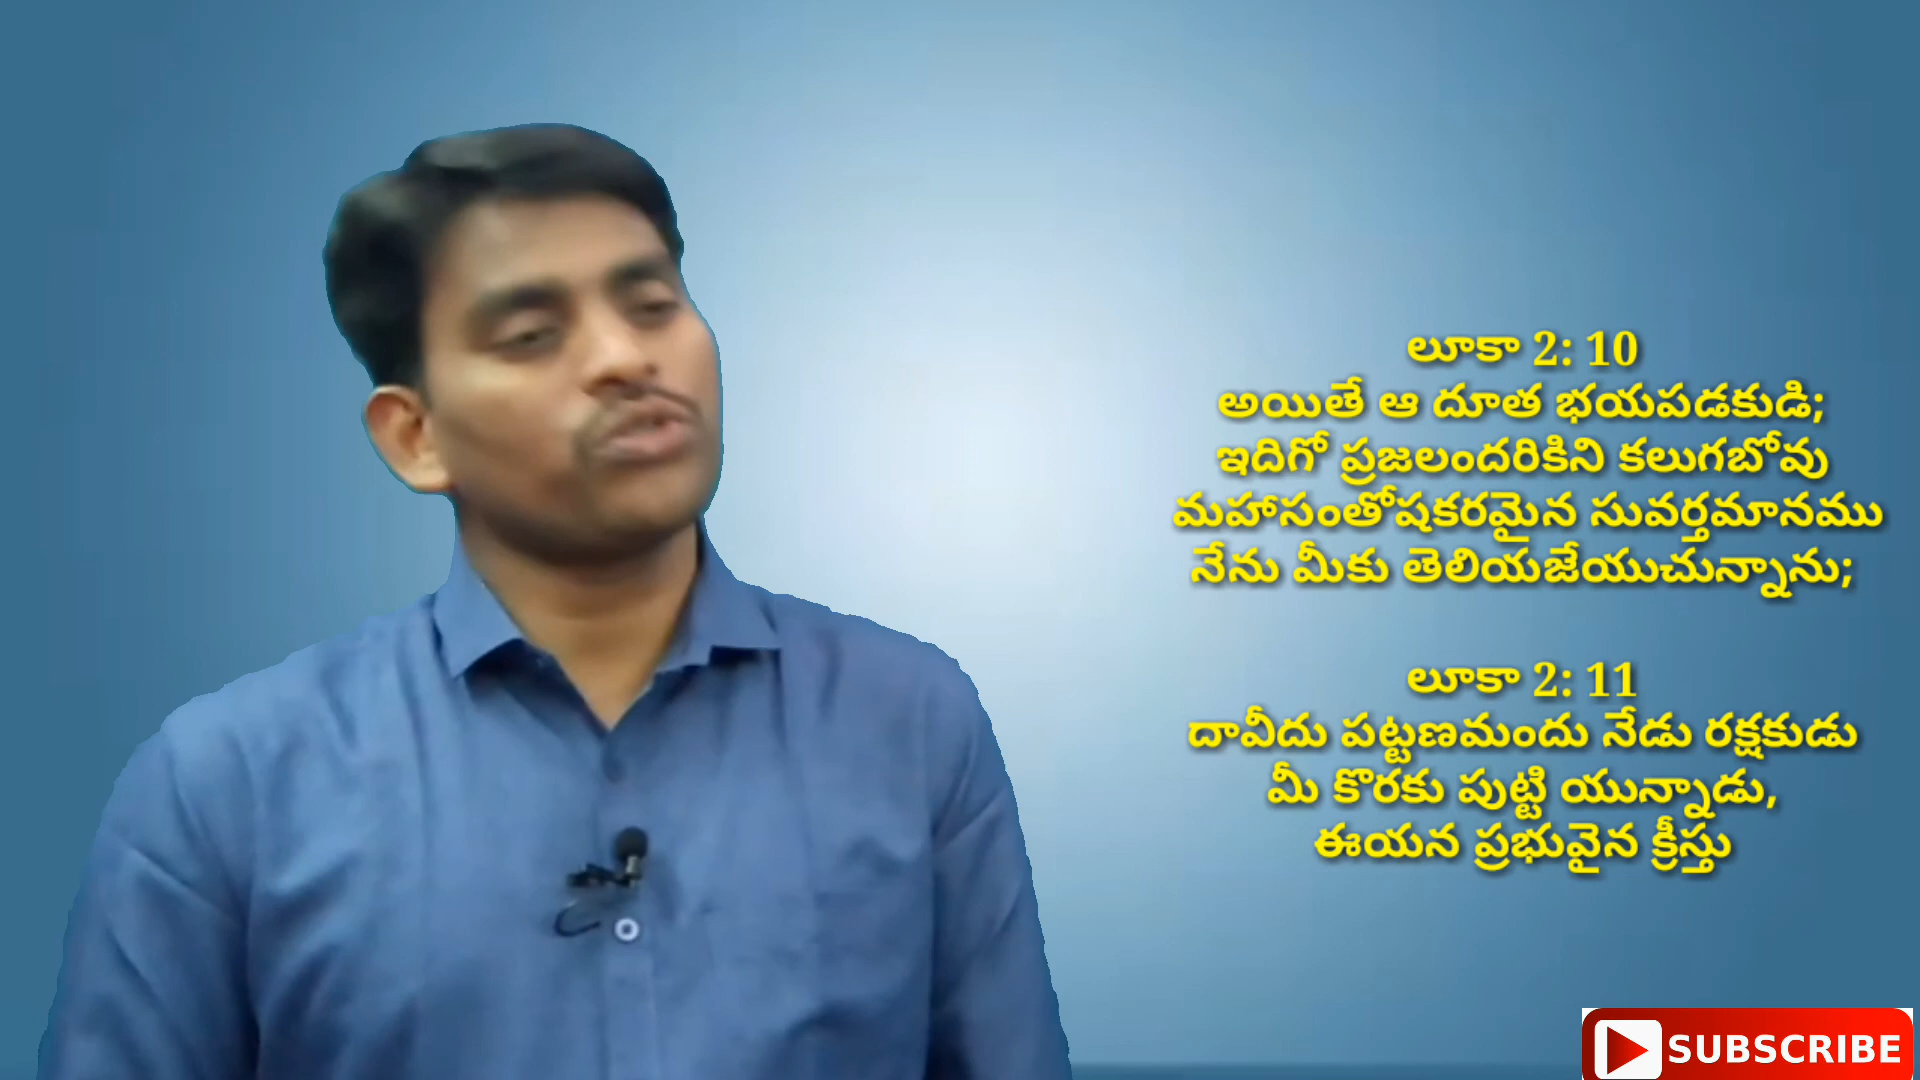 లూకా 2: 10
అయితే ఆ దూత భయపడకుడి;
ఇదిగో ప్రజలందరికిని కలుగబోవు
మహాసంతోషకరమైన సువర్తమానము
నేను మీకు తెలియజేయుచున్నాను;
లూకా 2: 11
దావీదు పట్టణమందు నేడు రక్షకుడు
మీ కొరకు పుట్టి యున్నాడు,
ఈయన ప్రభువైన క్రీస్తు
SUBSCRIBE